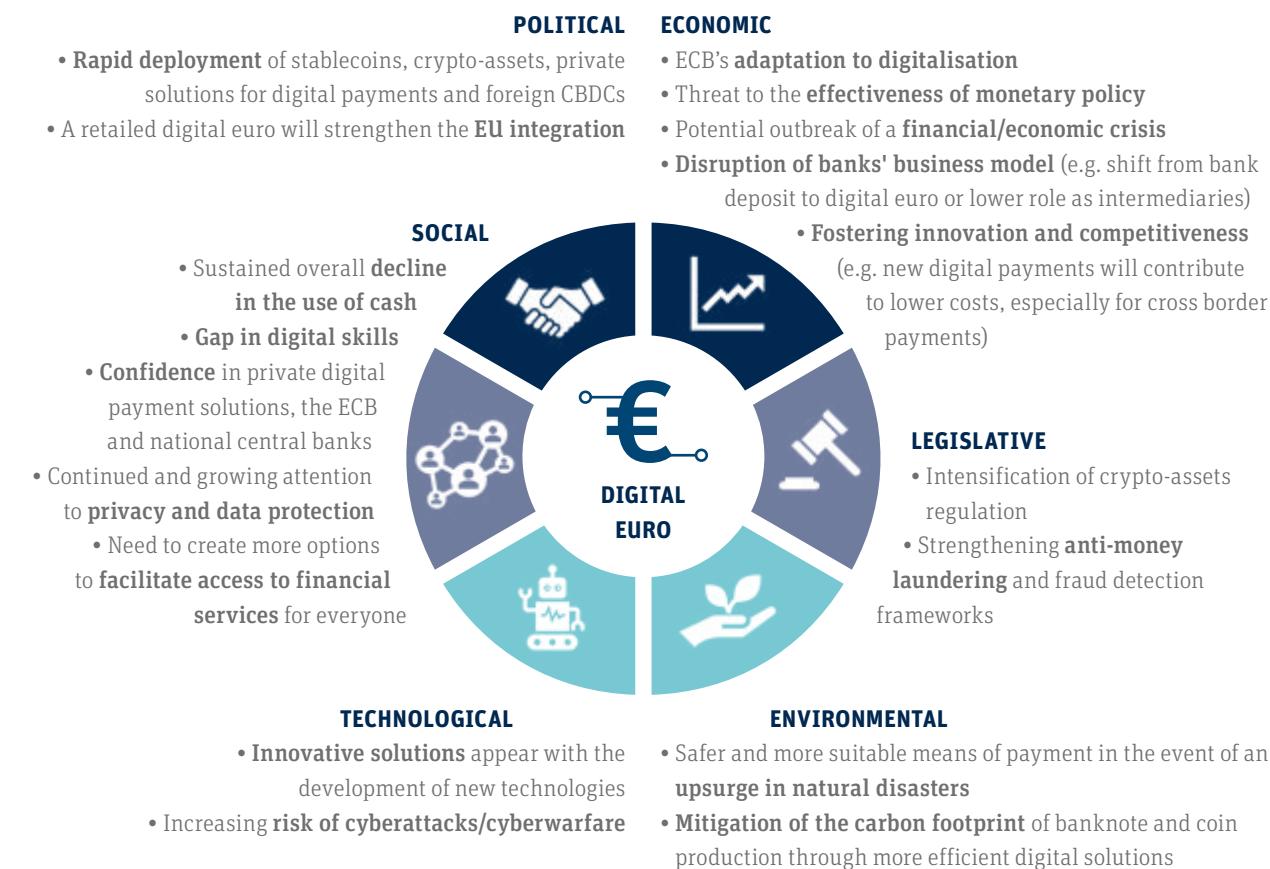 POLITICAL
• Rapid deployment of stablecoins, crypto-assets, private
solutions for digital payments and foreign CBDCs
• A retailed digital euro will strengthen the EU integration
ECONOMIC
• ECB’s adaptation to digitalisation
• Threat to the effectiveness of monetary policy
• Potential outbreak of a financial/economic crisis
• Disruption of banks' business model (e.g. shift from bank
deposit to digital euro or lower role as intermediaries)
• Fostering innovation and competitiveness
(e.g. new digital payments will contribute
to lower costs, especially for cross border
payments)
SOCIAL
• Sustained overall decline
in the use of cash
• Gap in digital skills
• Confidence in private digital
payment solutions, the ECB
and national central banks
• Continued and growing attention
to privacy and data protection
• Need to create more options
to facilitate access to financial
services for everyone
€
DIGITAL
EURO
LEGISLATIVE
• Intensification of crypto-assets
regulation
• Strengthening anti-money
laundering and fraud detection
frameworks
TECHNOLOGICAL
• Innovative solutions appear with the
development of new technologies
• Increasing risk of cyberattacks/cyberwarfare
ENVIRONMENTAL
• Safer and more suitable means of payment in the event of an
upsurge in natural disasters
• Mitigation of the carbon footprint of banknote and coin
production through more efficient digital solutions